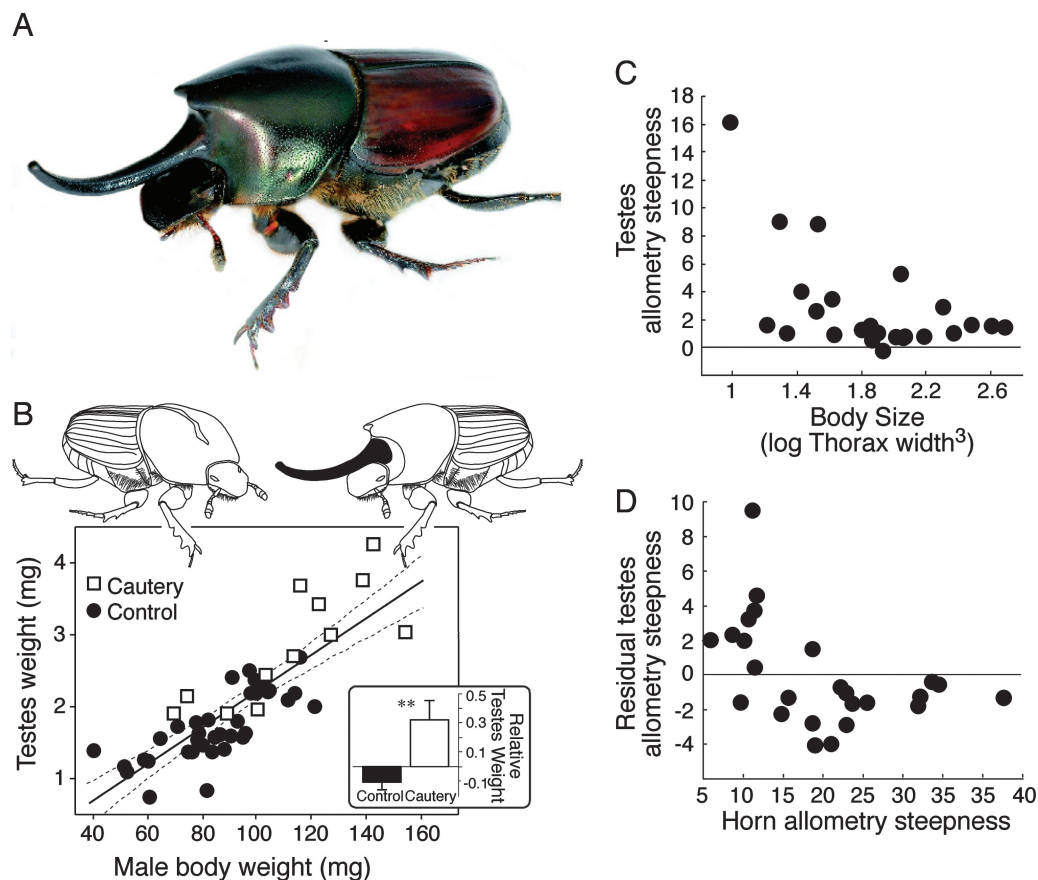 A
B
4
3
2
1
Testes weight (mg)
Cautery
Control
40 60 80 100 120 140 160
Male body weight (mg)
**
0.5
0.3
0.1
-0.1
Relative
Testes Weight
Control Cautery
C
18
16
14
12
10
8
6
4
2
0
Testes
allometry steepness
1 1.4 1.8 2.2 2.6
Body Size
(log Thorax width³)
D
10
8
6
4
2
0
-2
-4
Residual testes
allometry steepness
5 10 15 20 25 30 35 40
Horn allometry steepness